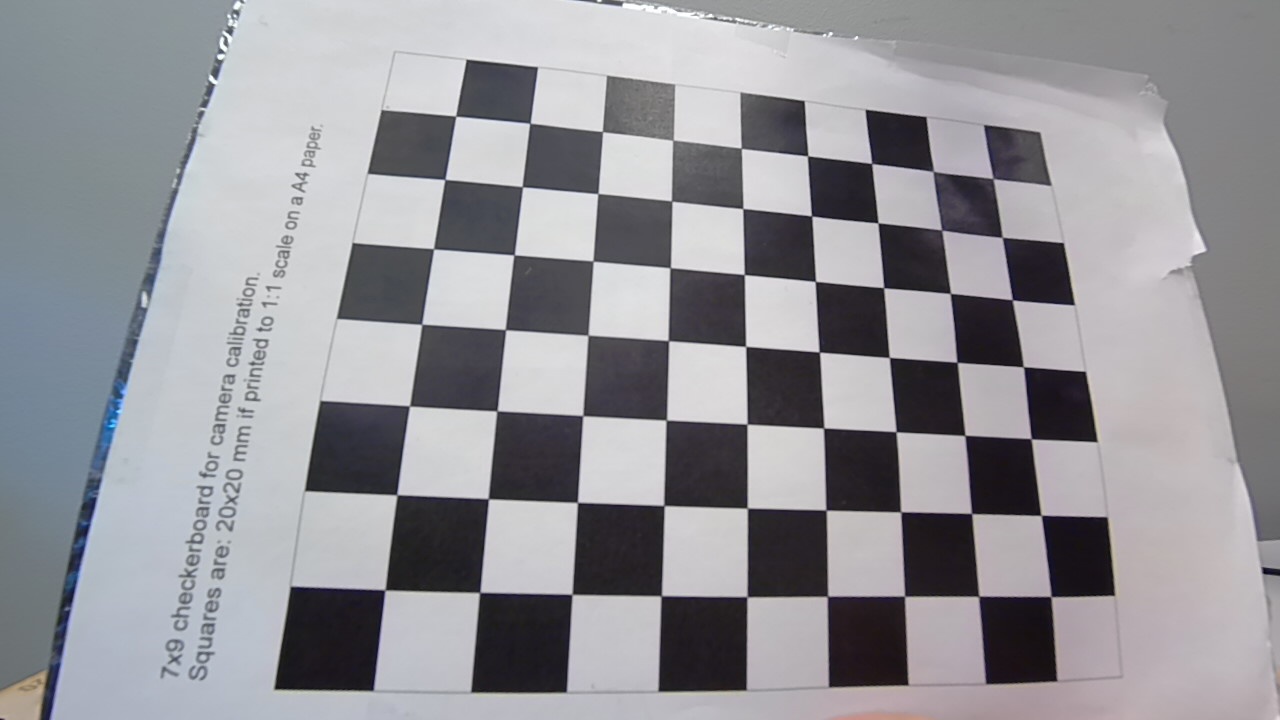 7x9 checkerboard for camera calibration.
Squares are: 20x20 mm if printed to 1:1 scale on a A4 paper.